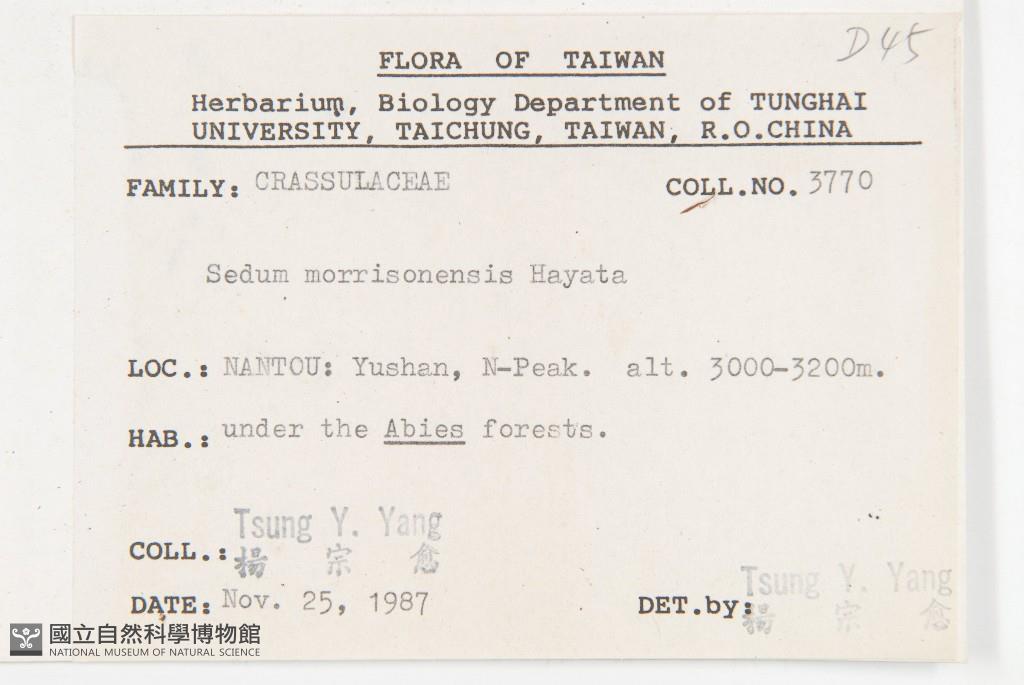 D45
FLORA OF TAIWAN
Herbarium, Biology Department of TUNGHAI
UNIVERSITY, TAICHUNG, TAIWAN, R.O.CHINA
FAMILY: CRASSULACEAE COLL.NO. 3770
Sedum morrisonensis Hayata
LOC.: NANTOU: Yushan, N-Peak. alt. 3000-3200m.
HAB.: under the Abies forests.
Tsung Y. Yang
COLL.: 楊宗愈
Tsung Y. Yang
DATE: Nov. 25, 1987 DET.by: 楊宗愈
國立自然科學博物館
NATIONAL MUSEUM OF NATURAL SCIENCE